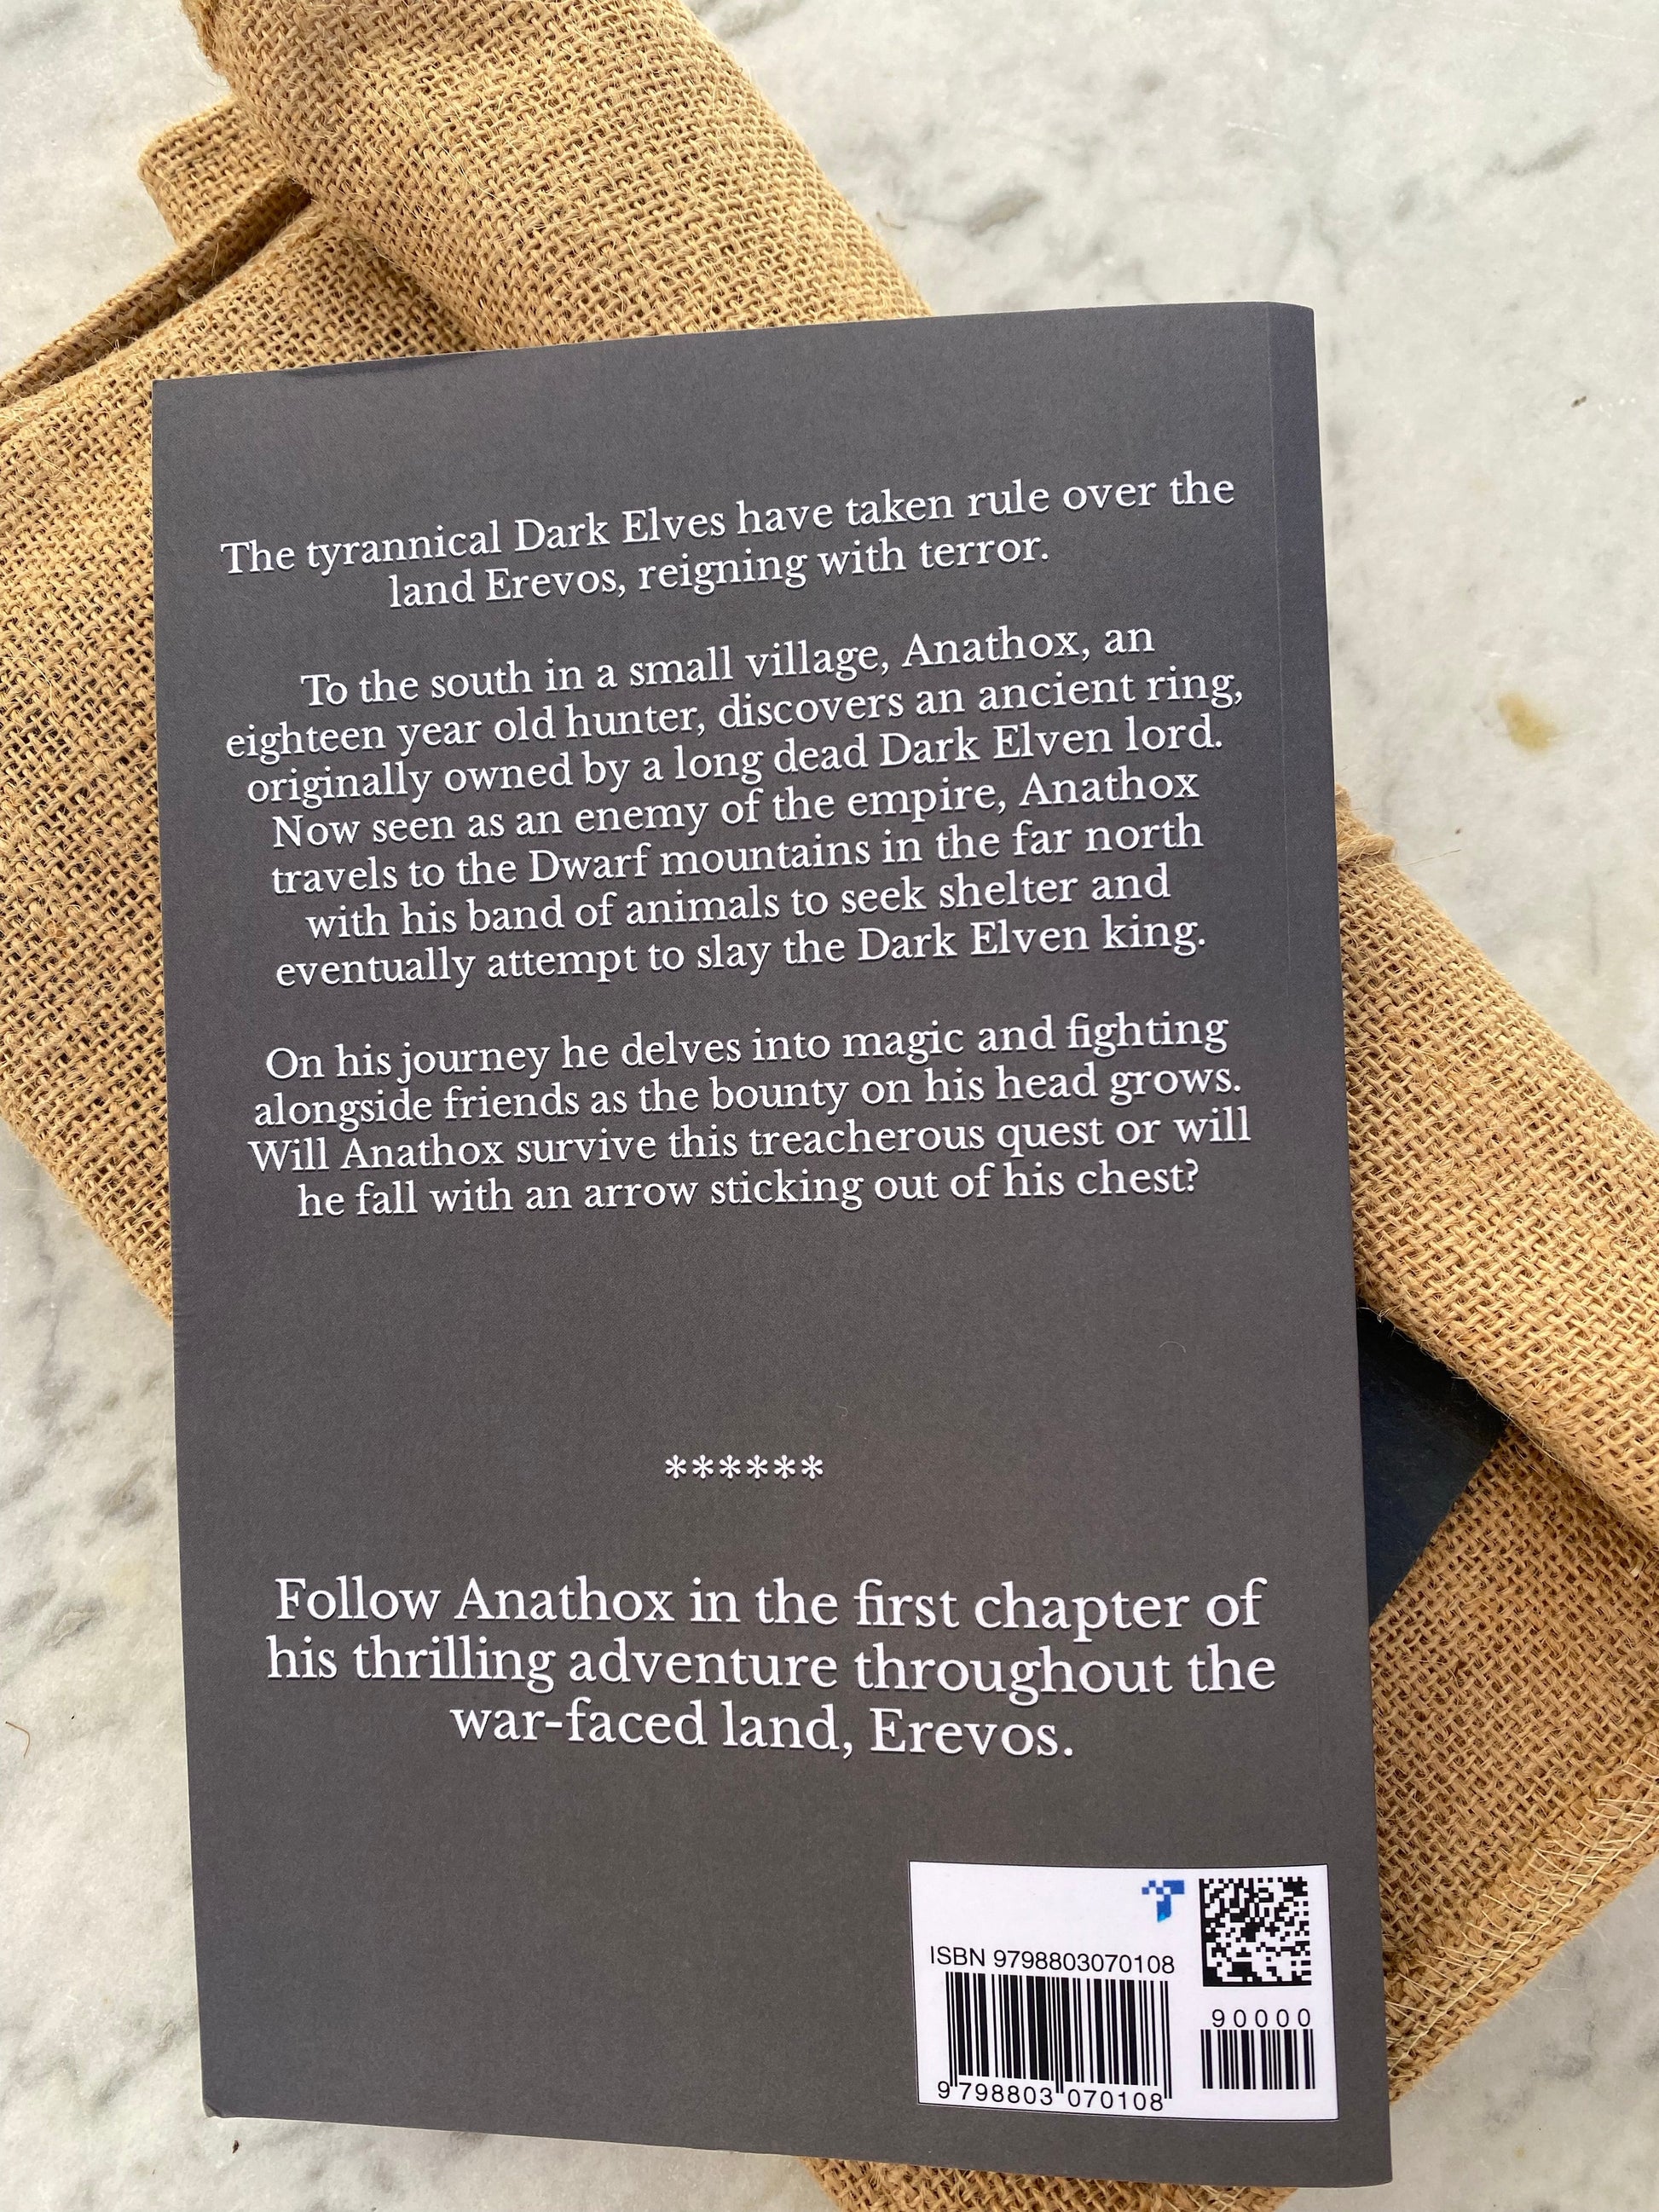 The tyrannical Dark Elves have taken rule over the
land Erevos, reigning with terror.
To the south in a small village, Anathox, an
eighteen year old hunter, discovers an ancient ring,
originally owned by a long dead Dark Elven lord.
Now seen as an enemy of the empire, Anathox
travels to the Dwarf mountains in the far north
with his band of animals to seek shelter and
eventually attempt to slay the Dark Elven king.
On his journey he delves into magic and fighting
alongside friends as the bounty on his head grows.
Will Anathox survive this treacherous quest or will
he fall with an arrow sticking out of his chest?
******
Follow Anathox in the first chapter of
his thrilling adventure throughout the
war-faced land, Erevos.
ISBN 9798803070108
90000
9 798803 070108